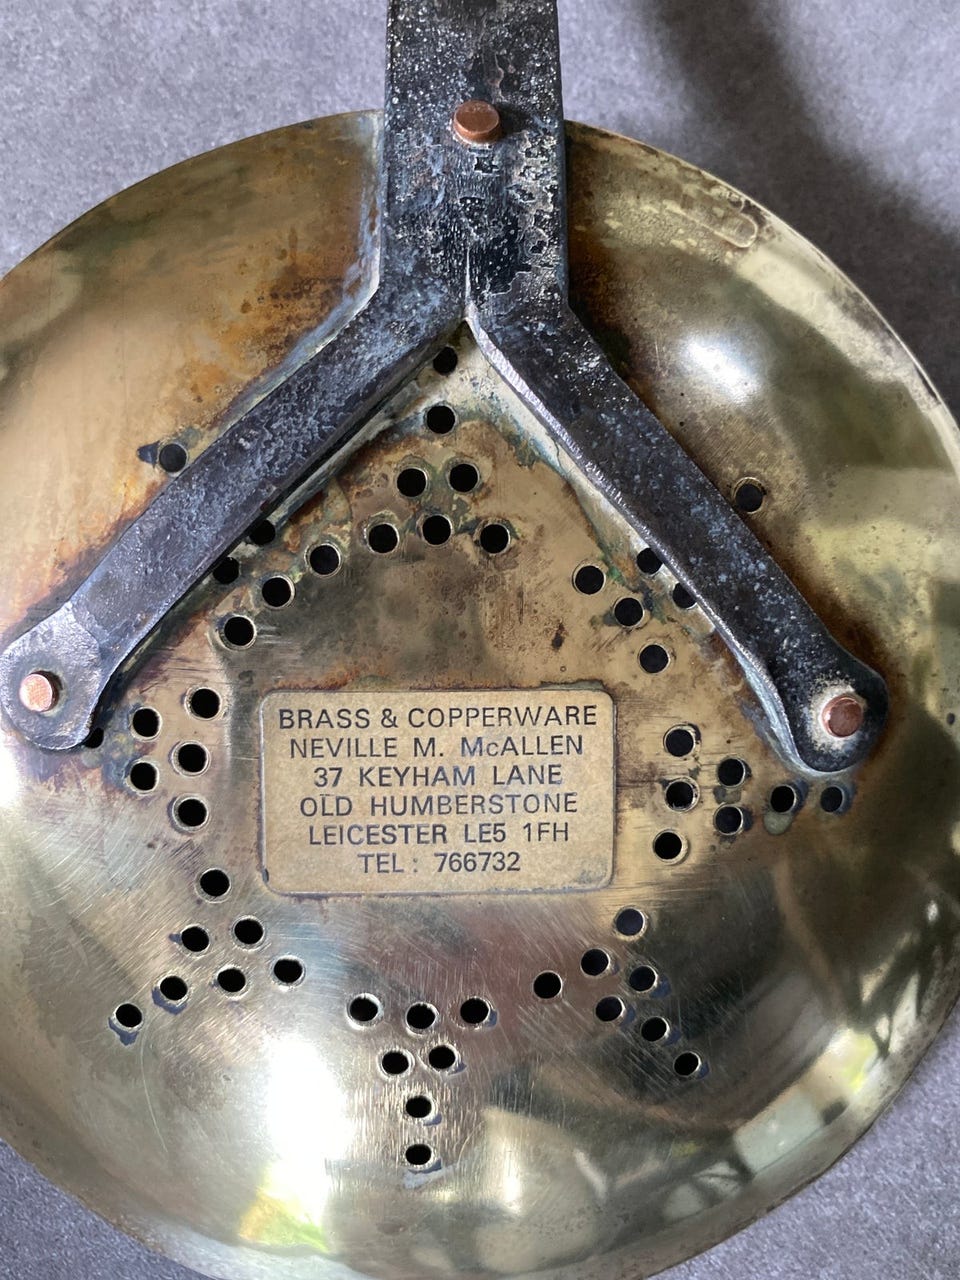 BRASS & COPPERWARE
NEVILLE M. McALLEN
37 KEYHAM LANE
OLD HUMBERSTONE
LEICESTER LE5 1FH
TEL: 766732